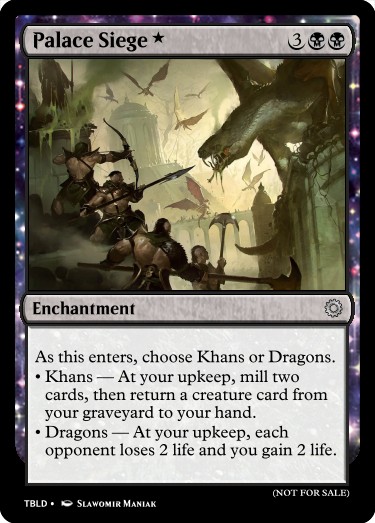 Palace Siege★ 3
Enchantment
As this enters, choose Khans or Dragons.
• Khans — At your upkeep, mill two
cards, then return a creature card from
your graveyard to your hand.
• Dragons — At your upkeep, each
opponent loses 2 life and you gain 2 life.
(NOT FOR SALE)
TBLD • Slawomir Maniak